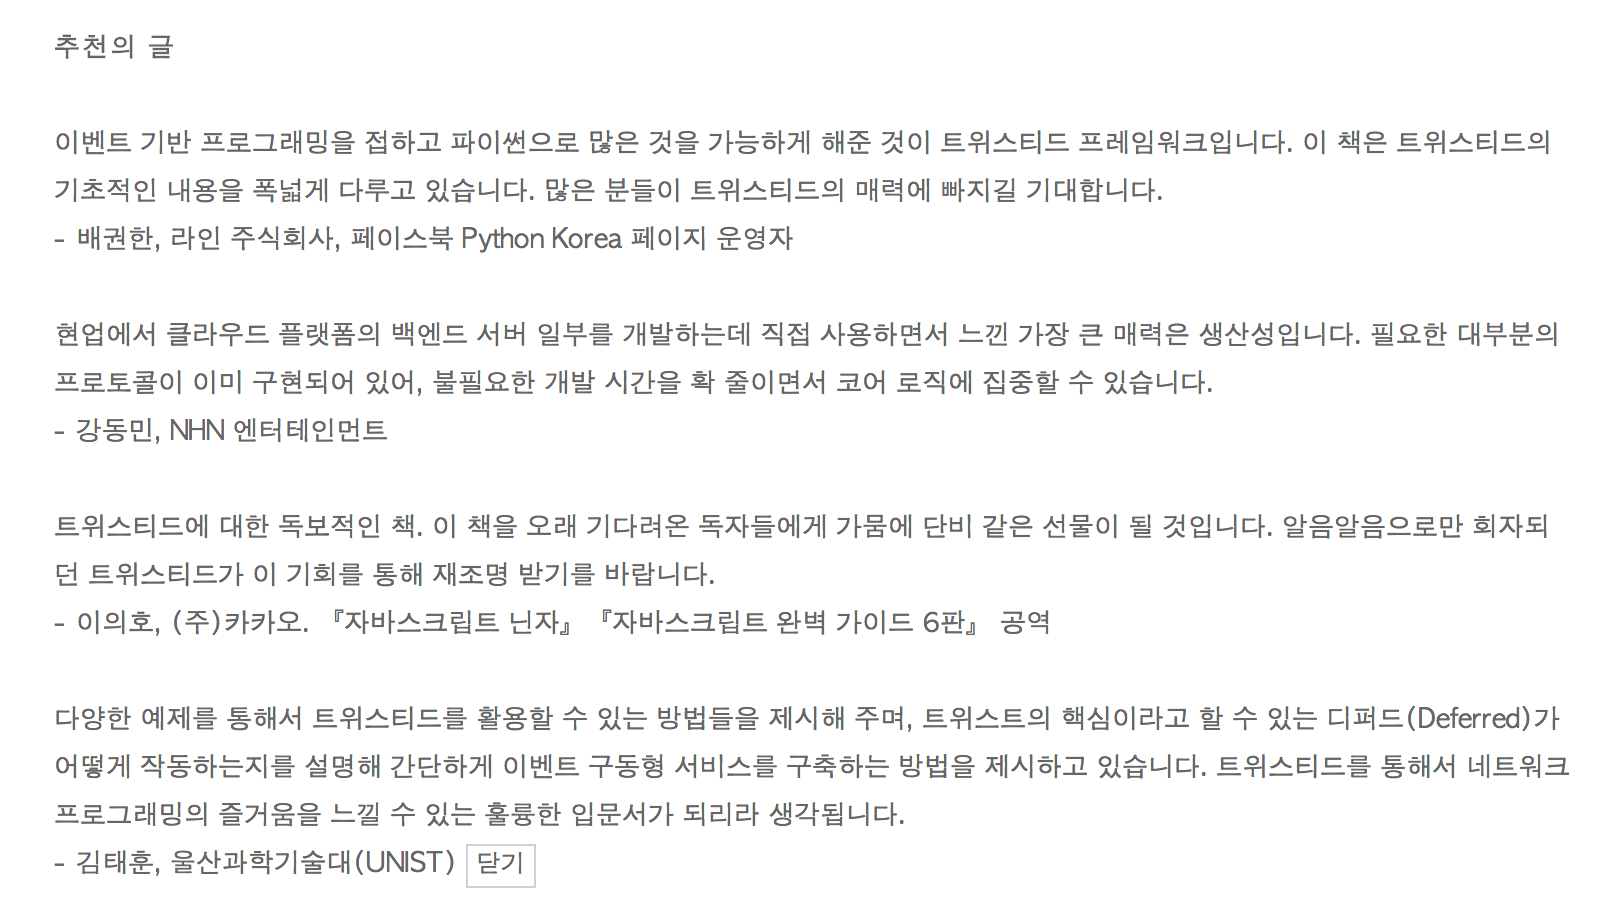 추천의 글
이벤트 기반 프로그래밍을 접하고 파이썬으로 많은 것을 가능하게 해준 것이 트위스티드 프레임워크입니다. 이 책은 트위스티드의
기초적인 내용을 폭넓게 다루고 있습니다. 많은 분들이 트위스티드의 매력에 빠지길 기대합니다.
- 배권한, 라인 주식회사, 페이스북 Python Korea 페이지 운영자
현업에서 클라우드 플랫폼의 백엔드 서버 일부를 개발하는데 직접 사용하면서 느낀 가장 큰 매력은 생산성입니다. 필요한 대부분의
프로토콜이 이미 구현되어 있어, 불필요한 개발 시간을 확 줄이면서 코어 로직에 집중할 수 있습니다.
- 강동민, NHN 엔터테인먼트
트위스티드에 대한 독보적인 책. 이 책을 오래 기다려온 독자들에게 가뭄에 단비 같은 선물이 될 것입니다. 알음알음으로만 회자되
던 트위스티드가 이 기회를 통해 재조명 받기를 바랍니다.
- 이의호, (주)카카오. 『자바스크립트 닌자』 『자바스크립트 완벽 가이드 6판』 공역
다양한 예제를 통해서 트위스티드를 활용할 수 있는 방법들을 제시해 주며, 트위스트의 핵심이라고 할 수 있는 디퍼드(Deferred)가
어떻게 작동하는지를 설명해 간단하게 이벤트 구동형 서비스를 구축하는 방법을 제시하고 있습니다. 트위스티드를 통해서 네트워크
프로그래밍의 즐거움을 느낄 수 있는 훌륭한 입문서가 되리라 생각됩니다.
- 김태훈, 울산과학기술대(UNIST) 닫기